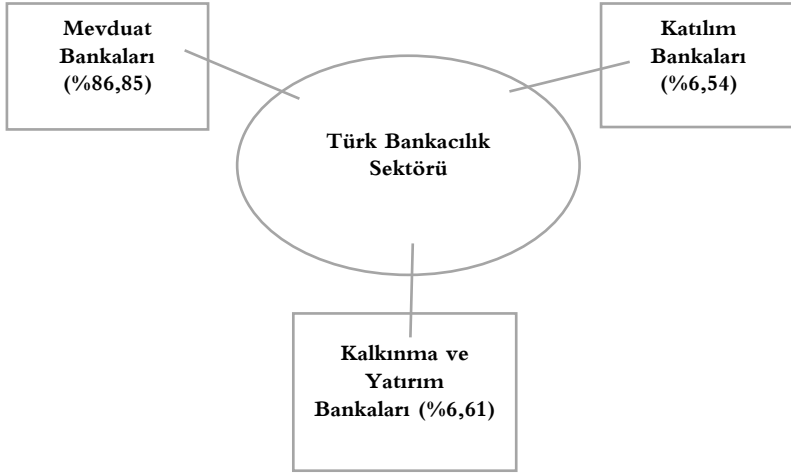 Mevduat
Bankaları
(%86,85)
Katılım
Bankaları
(%6,54)
Türk Bankacılık
Sektörü
Kalkınma ve
Yatırım
Bankaları (%6,61)